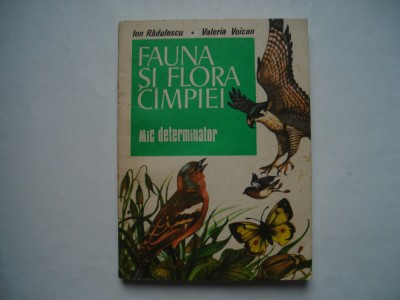 Ion Rădulescu • Valeria Voican
FAUNA
ȘI FLORA
CÎMPIEI
Mic determinator